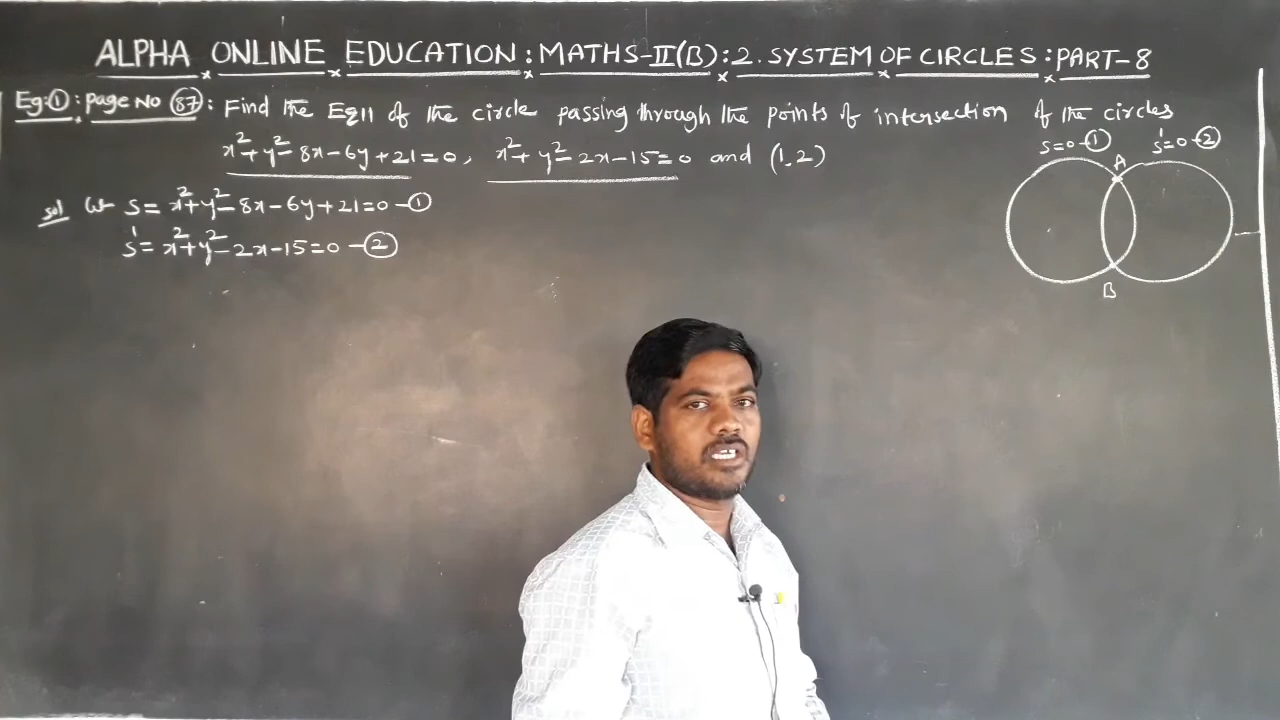 ALPHA ONLINE EDUCATION : MATHS-II(B) : 2. SYSTEM OF CIRCLES : PART-8
Eg:① : page No 87 : Find the Eqn of the circle passing through the points of intersection of the circles
x²+y²-8x-6y+21=0, x²+y²-2x-15=0 and (1,2)
S=0-① S'=0-②
A
sol Let S= x²+y²-8x-6y+21=0-①
S'= x²+y²-2x-15=0-②
B